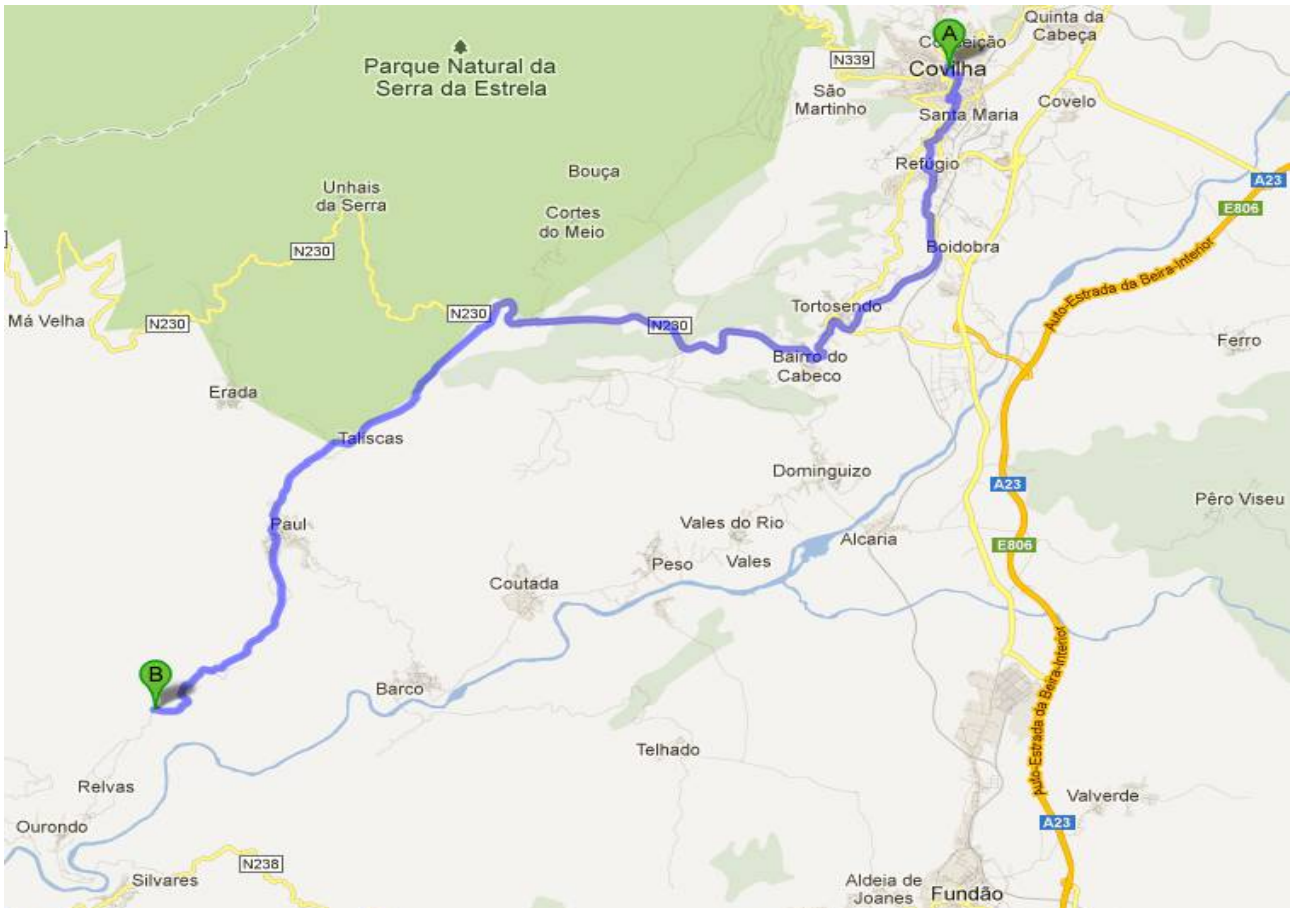 A
Conceição
Quinta da
Cabeça
Parque Natural da
Serra da Estrela
N339
Covilha
São
Martinho
Santa Maria
Covelo
Refúgio
A23
E806
Bouça
Unhais
da Serra
Cortes
do Meio
N230
Boidobra
Auto-Estrada da Beira-Interior
Má Velha
N230
N230
N230
Tortosendo
Ferro
Bairro do
Cabeco
Erada
Taliscas
Dominguizo
A23
Pêro Viseu
Paul
Vales do Rio
Alcaria
E806
Coutada
Peso
Vales
B
Barco
Auto-Estrada da Beira-Interior
Telhado
Relvas
Valverde
Ourondo
A23
N238
Silvares
Aldeia de
Joanes
Fundão